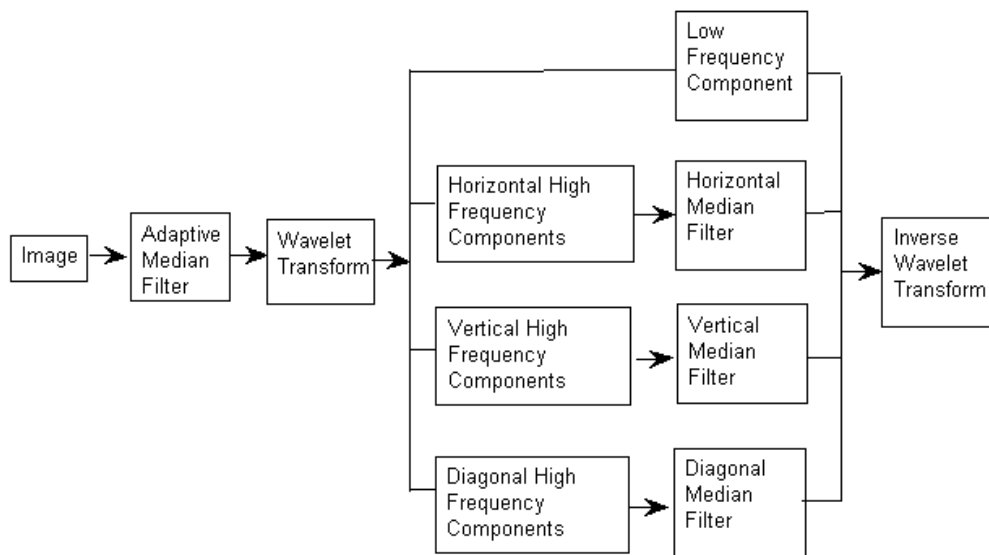 Image
Adaptive
Median
Filter
Wavelet
Transform
Low
Frequency
Component
Horizontal High
Frequency
Components
Horizontal
Median
Filter
Vertical High
Frequency
Components
Vertical
Median
Filter
Diagonal High
Frequency
Components
Diagonal
Median
Filter
Inverse
Wavelet
Transform